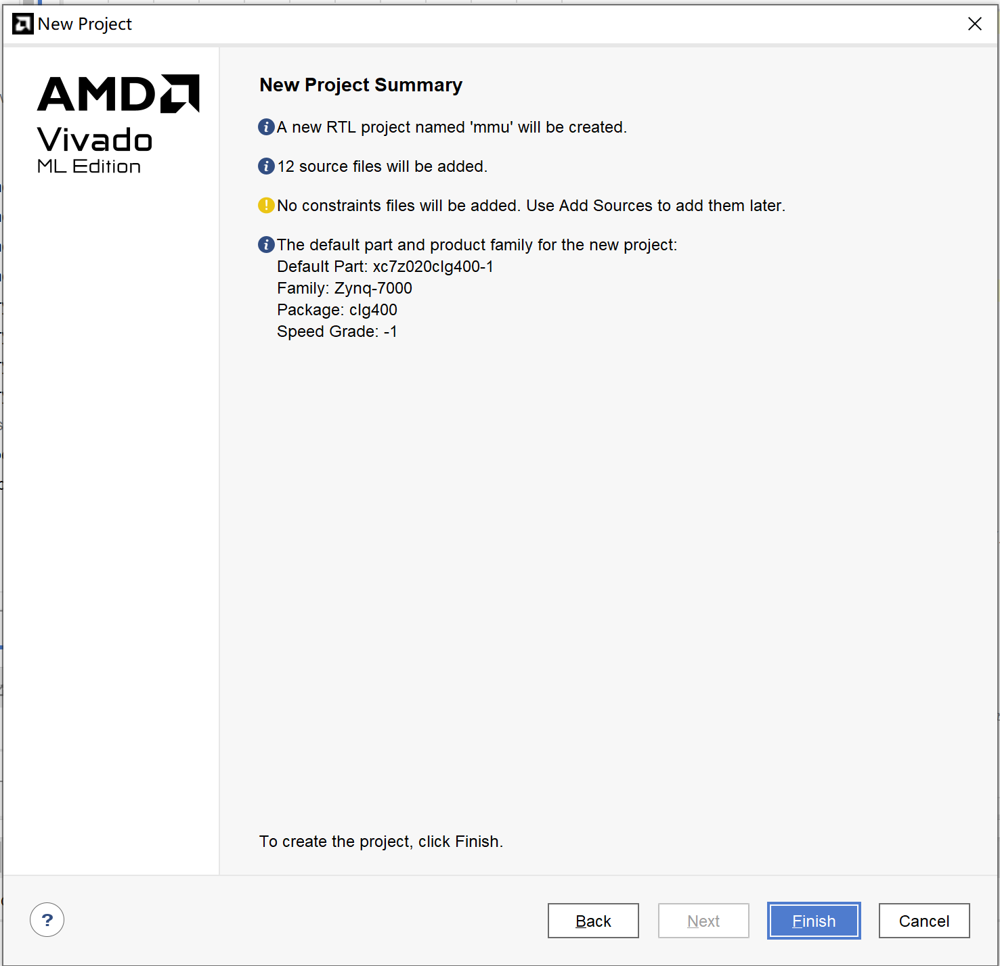 New Project
AMD
Vivado
ML Edition
New Project Summary
A new RTL project named 'mmu' will be created.
12 source files will be added.
No constraints files will be added. Use Add Sources to add them later.
The default part and product family for the new project:
Default Part: xc7z020clg400-1
Family: Zynq-7000
Package: clg400
Speed Grade: -1
To create the project, click Finish.
?
Back
Next
Finish
Cancel